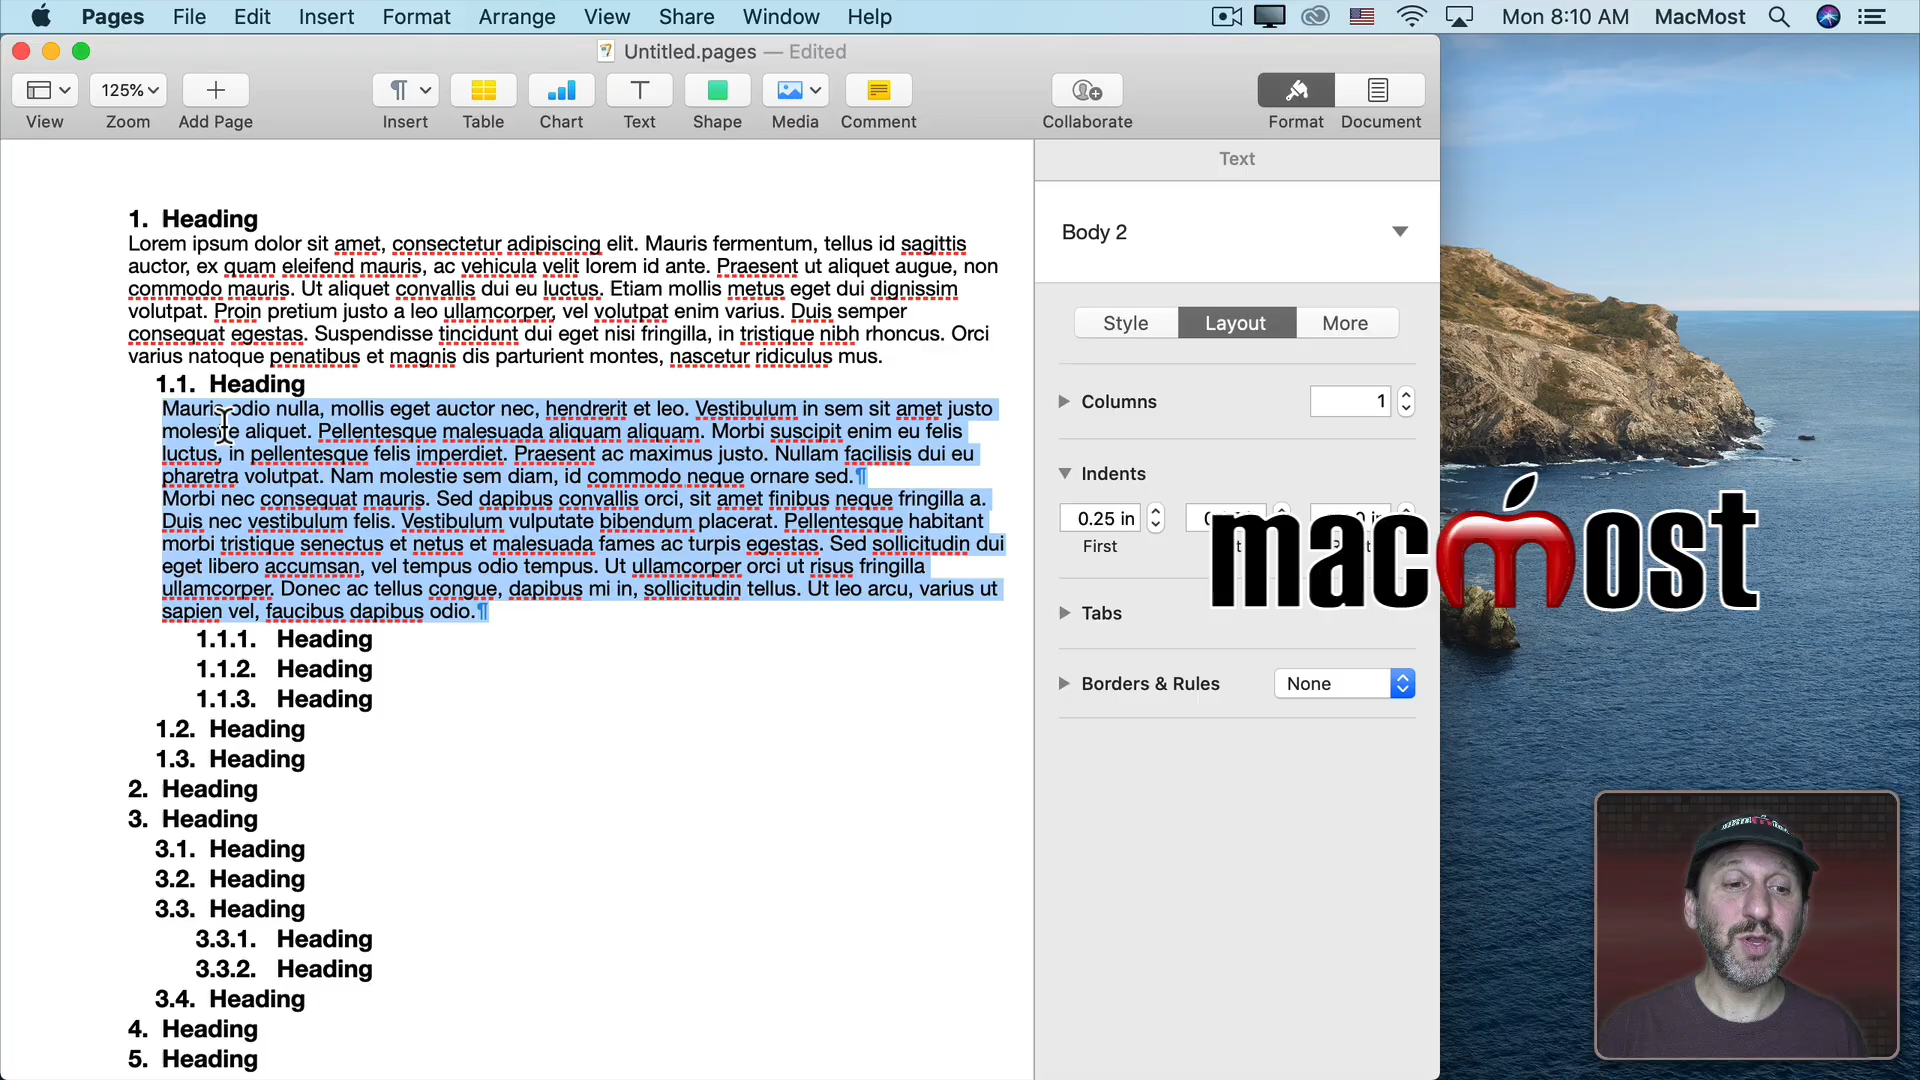 Pages File Edit Insert Format Arrange View Share Window Help Mon 8:10 AM MacMost
Untitled.pages — Edited
125%
View Zoom Add Page Insert Table Chart Text Shape Media Comment Collaborate Format Document
Text
Body 2
Style Layout More
Columns 1
Indents
0.25 in
First
Tabs
Borders & Rules None
macmost
1. Heading
Lorem ipsum dolor sit amet, consectetur adipiscing elit. Mauris fermentum, tellus id sagittis
auctor, ex quam eleifend mauris, ac vehicula velit lorem id ante. Praesent ut aliquet augue, non
commodo mauris. Ut aliquet convallis dui eu luctus. Etiam mollis metus eget dui dignissim
volutpat. Proin pretium justo a leo ullamcorper, vel volutpat enim varius. Duis semper
consequat egestas. Suspendisse tincidunt dui eget nisi fringilla, in tristique nibh rhoncus. Orci
varius natoque penatibus et magnis dis parturient montes, nascetur ridiculus mus.
1.1. Heading
Mauris odio nulla, mollis eget auctor nec, hendrerit et leo. Vestibulum in sem sit amet justo
molestie aliquet. Pellentesque malesuada aliquam aliquam. Morbi suscipit enim eu felis
luctus, in pellentesque felis imperdiet. Praesent ac maximus justo. Nullam facilisis dui eu
pharetra volutpat. Nam molestie sem diam, id commodo neque ornare sed.¶
Morbi nec consequat mauris. Sed dapibus convallis orci, sit amet finibus neque fringilla a.
Duis nec vestibulum felis. Vestibulum vulputate bibendum placerat. Pellentesque habitant
morbi tristique senectus et netus et malesuada fames ac turpis egestas. Sed sollicitudin dui
eget libero accumsan, vel tempus odio tempus. Ut ullamcorper orci ut risus fringilla
ullamcorper. Donec ac tellus congue, dapibus mi in, sollicitudin tellus. Ut leo arcu, varius ut
sapien vel, faucibus dapibus odio.¶
1.1.1. Heading
1.1.2. Heading
1.1.3. Heading
1.2. Heading
1.3. Heading
2. Heading
3. Heading
3.1. Heading
3.2. Heading
3.3. Heading
3.3.1. Heading
3.3.2. Heading
3.4. Heading
4. Heading
5. Heading